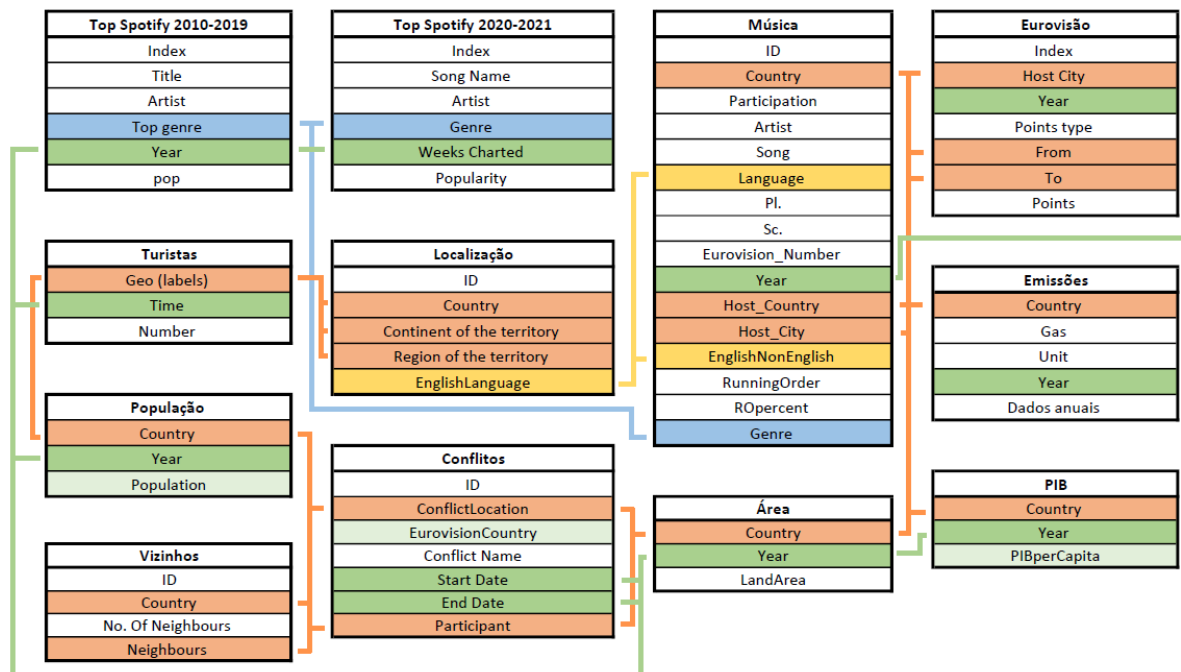 Top Spotify 2010-2019
Index
Title
Artist
Top genre
Year
pop
Top Spotify 2020-2021
Index
Song Name
Artist
Genre
Weeks Charted
Popularity
Música
ID
Country
Participation
Artist
Song
Language
Pl.
Sc.
Eurovision_Number
Year
Host_Country
Host_City
EnglishNonEnglish
RunningOrder
ROpercent
Genre
Eurovisão
Index
Host City
Year
Points type
From
To
Points
Turistas
Geo (labels)
Time
Number
Localização
ID
Country
Continent of the territory
Region of the territory
EnglishLanguage
Emissões
Country
Gas
Unit
Year
Dados anuais
População
Country
Year
Population
Conflitos
ID
ConflictLocation
EurovisionCountry
Conflict Name
Start Date
End Date
Participant
Área
Country
Year
LandArea
PIB
Country
Year
PIBperCapita
Vizinhos
ID
Country
No. Of Neighbours
Neighbours